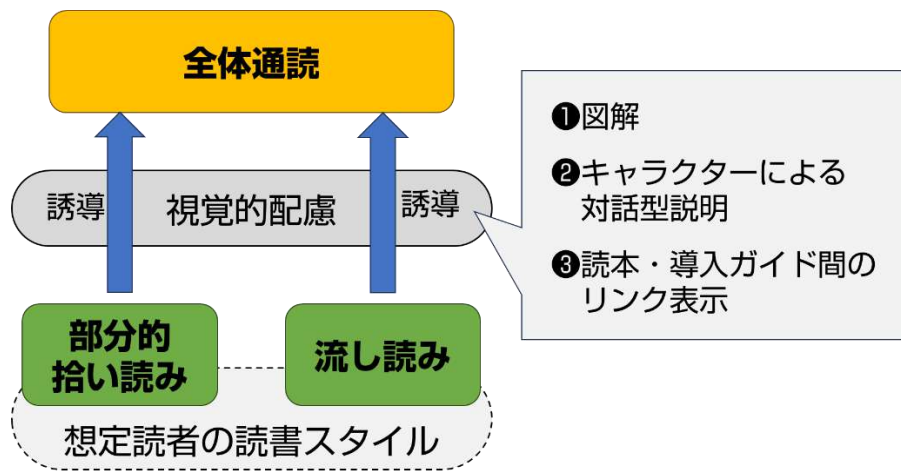 全体通読
誘導
視覚的配慮
誘導
部分的
拾い読み
流し読み
想定読者の読書スタイル
❶図解
❷キャラクターによる
対話型説明
❸読本・導入ガイド間の
リンク表示